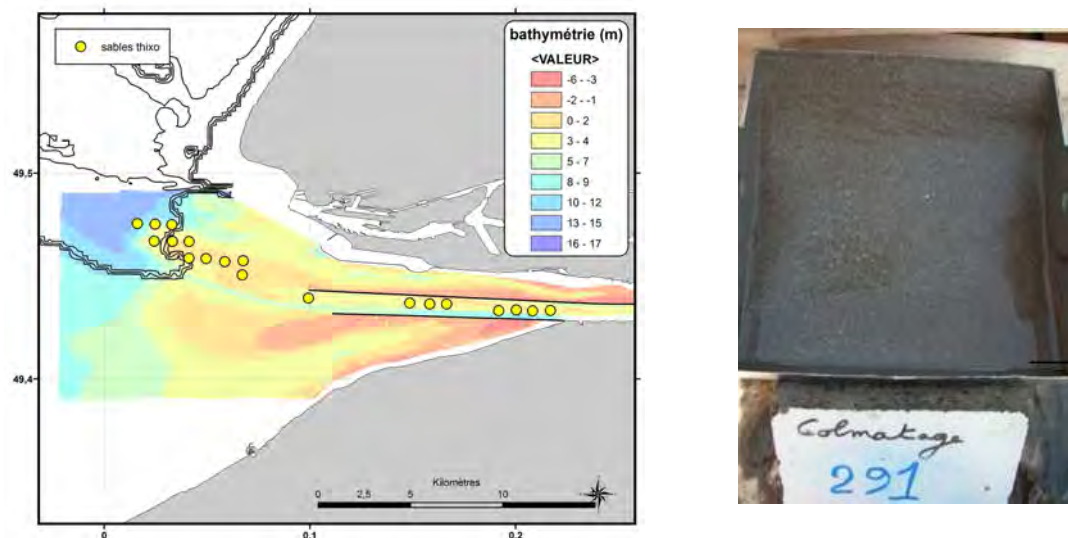 sables thixo
bathymétrie (m)
<VALEUR>
-6 - -3
-2 - -1
0 - 2
3 - 4
5 - 7
8 - 9
10 - 12
13 - 15
16 - 17
49.5
49.4
Kilomètres
0 2,5 5 10
0 0.1 0.2
Colmatage
291